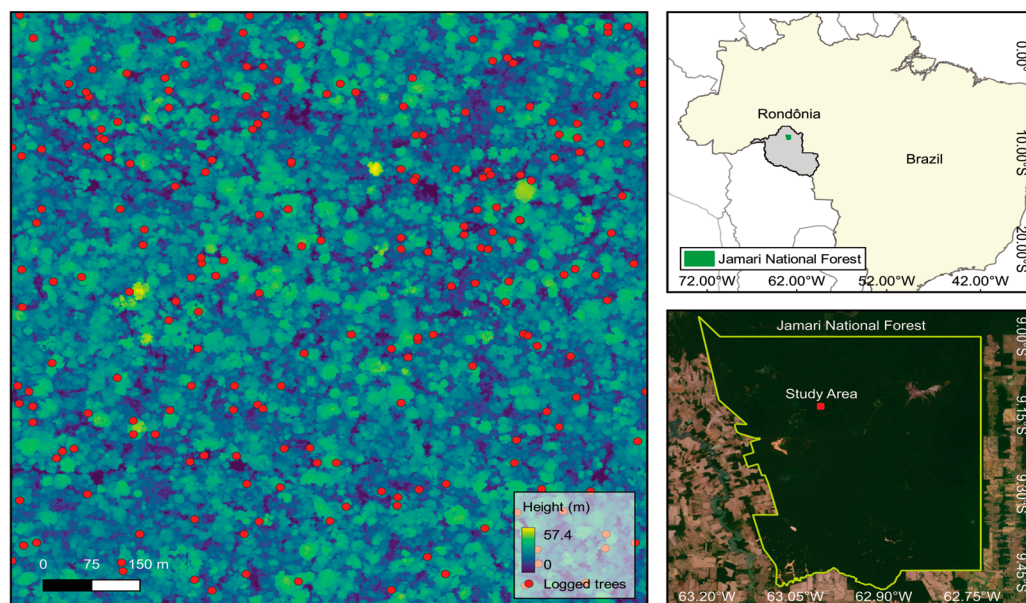 Height (m)
57.4
0
Logged trees
0 75 150 m
Rondônia
Brazil
Jamari National Forest
72.00°W 62.00°W 52.00°W 42.00°W
0.00°
10.00°S
20.00°S
Jamari National Forest
Study Area
9.00°S
9.15°S
9.30°S
9.45°S
63.20°W 63.05°W 62.90°W 62.75°W